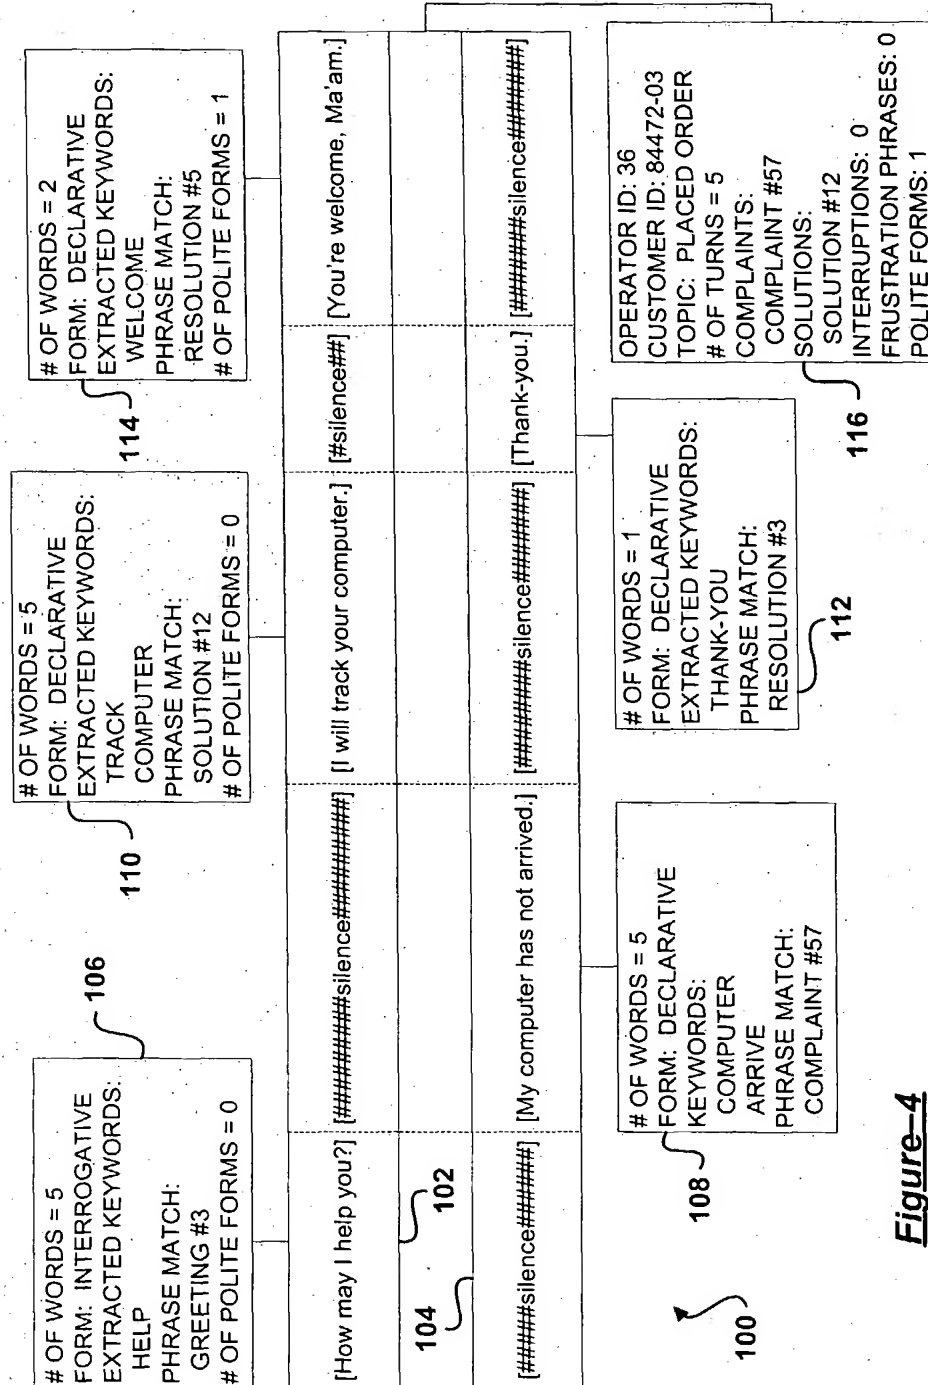 # OF WORDS = 5
FORM: INTERROGATIVE
EXTRACTED KEYWORDS:
HELP
PHRASE MATCH:
GREETING #3
# OF POLITE FORMS = 0
106
# OF WORDS = 5
FORM: DECLARATIVE
EXTRACTED KEYWORDS:
TRACK
COMPUTER
PHRASE MATCH:
SOLUTION #12
# OF POLITE FORMS = 0
110
# OF WORDS = 2
FORM: DECLARATIVE
EXTRACTED KEYWORDS:
WELCOME
PHRASE MATCH:
RESOLUTION #5
# OF POLITE FORMS = 1
114
[How may I help you?] [##########silence##########] [I will track your computer.] [#silence##] [You're welcome, Ma'am.]
102
104
[#####silence######] [My computer has not arrived.] [########silence########] [Thank-you.] [######silence#######]
# OF WORDS = 5
FORM: DECLARATIVE
KEYWORDS:
COMPUTER
ARRIVE
PHRASE MATCH:
COMPLAINT #57
108
# OF WORDS = 1
FORM: DECLARATIVE
EXTRACTED KEYWORDS:
THANK-YOU
PHRASE MATCH:
RESOLUTION #3
112
OPERATOR ID: 36
CUSTOMER ID: 84472-03
TOPIC: PLACED ORDER
# OF TURNS = 5
COMPLAINTS:
COMPLAINT #57
SOLUTIONS:
SOLUTION #12
INTERRUPTIONS: 0
FRUSTRATION PHRASES: 0
POLITE FORMS: 1
116
100
Figure-4